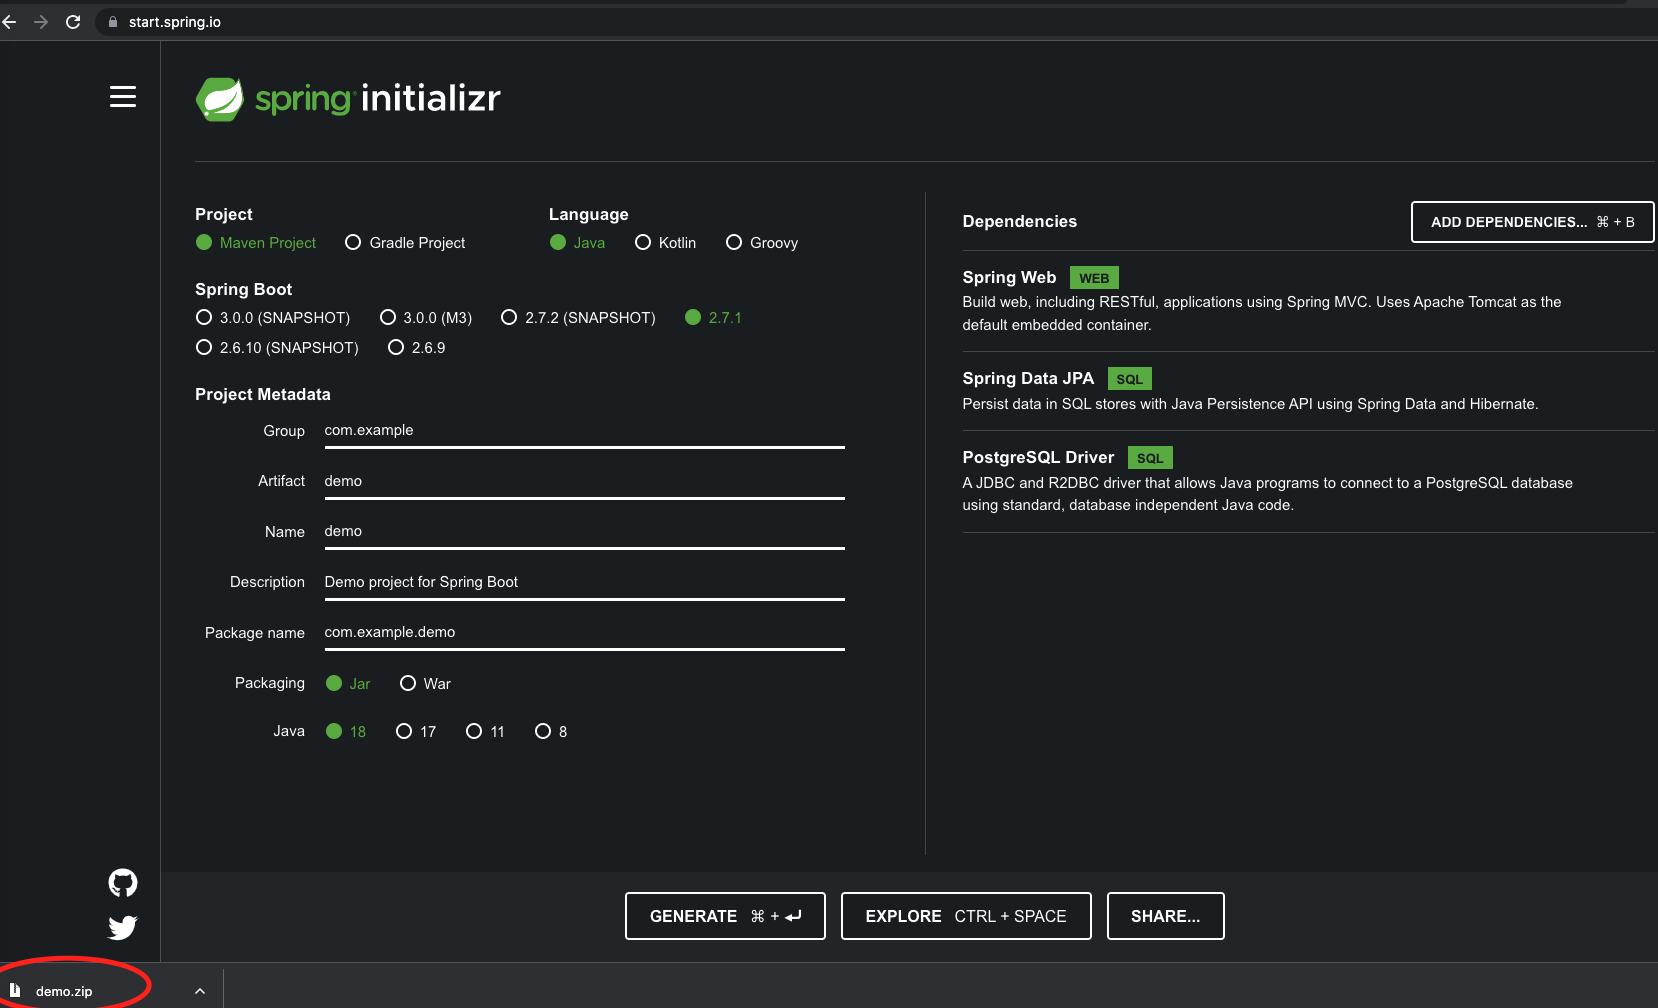 start.spring.io
spring initializr
Project
Maven Project Gradle Project
Language
Java Kotlin Groovy
Spring Boot
3.0.0 (SNAPSHOT) 3.0.0 (M3) 2.7.2 (SNAPSHOT) 2.7.1
2.6.10 (SNAPSHOT) 2.6.9
Project Metadata
Group com.example
Artifact demo
Name demo
Description Demo project for Spring Boot
Package name com.example.demo
Packaging Jar War
Java 18 17 11 8
Dependencies
ADD DEPENDENCIES... ⌘ + B
Spring Web WEB
Build web, including RESTful, applications using Spring MVC. Uses Apache Tomcat as the
default embedded container.
Spring Data JPA SQL
Persist data in SQL stores with Java Persistence API using Spring Data and Hibernate.
PostgreSQL Driver SQL
A JDBC and R2DBC driver that allows Java programs to connect to a PostgreSQL database
using standard, database independent Java code.
GENERATE ⌘ + ⏎
EXPLORE CTRL + SPACE
SHARE...
demo.zip